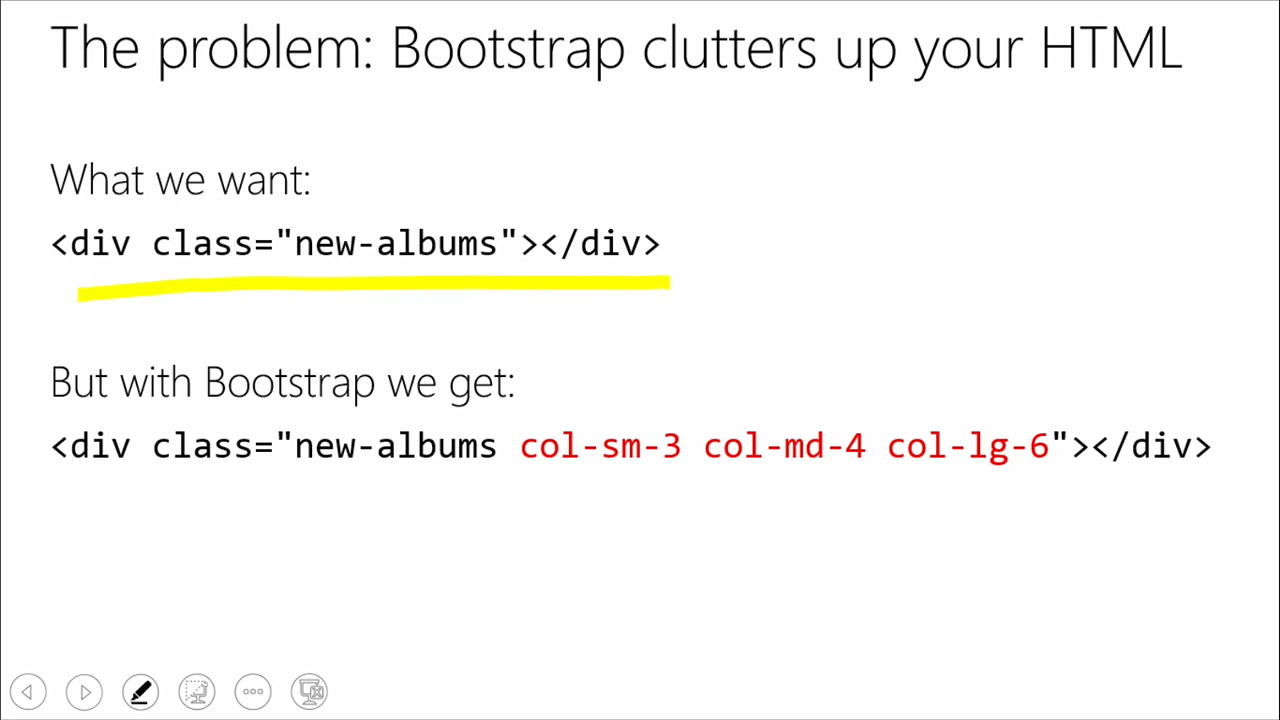 The problem: Bootstrap clutters up your HTML
What we want:
<div class="new-albums"></div>
But with Bootstrap we get:
<div class="new-albums col-sm-3 col-md-4 col-lg-6"></div>